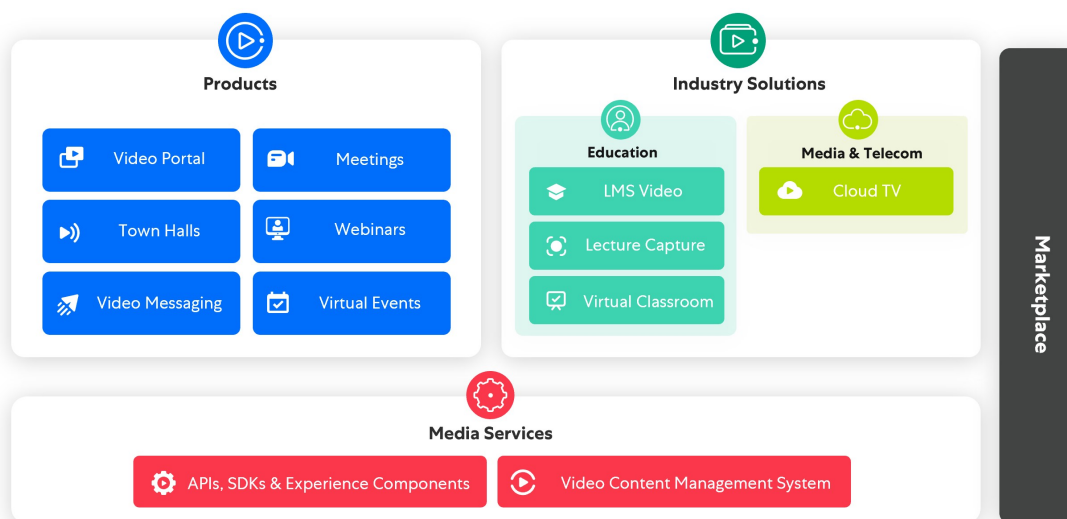 Products
Video Portal
Meetings
Town Halls
Webinars
Video Messaging
Virtual Events
Industry Solutions
Education
LMS Video
Lecture Capture
Virtual Classroom
Media & Telecom
Cloud TV
Media Services
APIs, SDKs & Experience Components
Video Content Management System
Marketplace